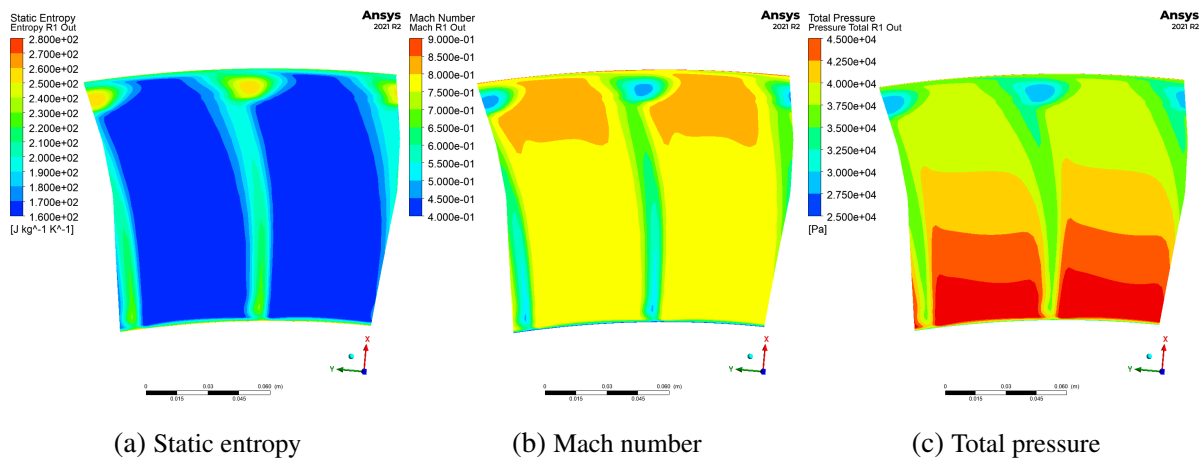 Static Entropy
Entropy R1 Out
2.800e+02
2.700e+02
2.600e+02
2.500e+02
2.400e+02
2.300e+02
2.200e+02
2.100e+02
2.000e+02
1.900e+02
1.800e+02
1.700e+02
1.600e+02
[J kg^-1 K^-1]
Ansys
2021 R2
X
Y
0 0.03 0.060 (m)
0.015 0.045
(a) Static entropy
Mach Number
Mach R1 Out
9.000e-01
8.500e-01
8.000e-01
7.500e-01
7.000e-01
6.500e-01
6.000e-01
5.500e-01
5.000e-01
4.500e-01
4.000e-01
Ansys
2021 R2
X
Y
0 0.03 0.060 (m)
0.015 0.045
(b) Mach number
Total Pressure
Pressure Total R1 Out
4.500e+04
4.250e+04
4.000e+04
3.750e+04
3.500e+04
3.250e+04
3.000e+04
2.750e+04
2.500e+04
[Pa]
Ansys
2021 R2
X
Y
0 0.03 0.060 (m)
0.015 0.045
(c) Total pressure